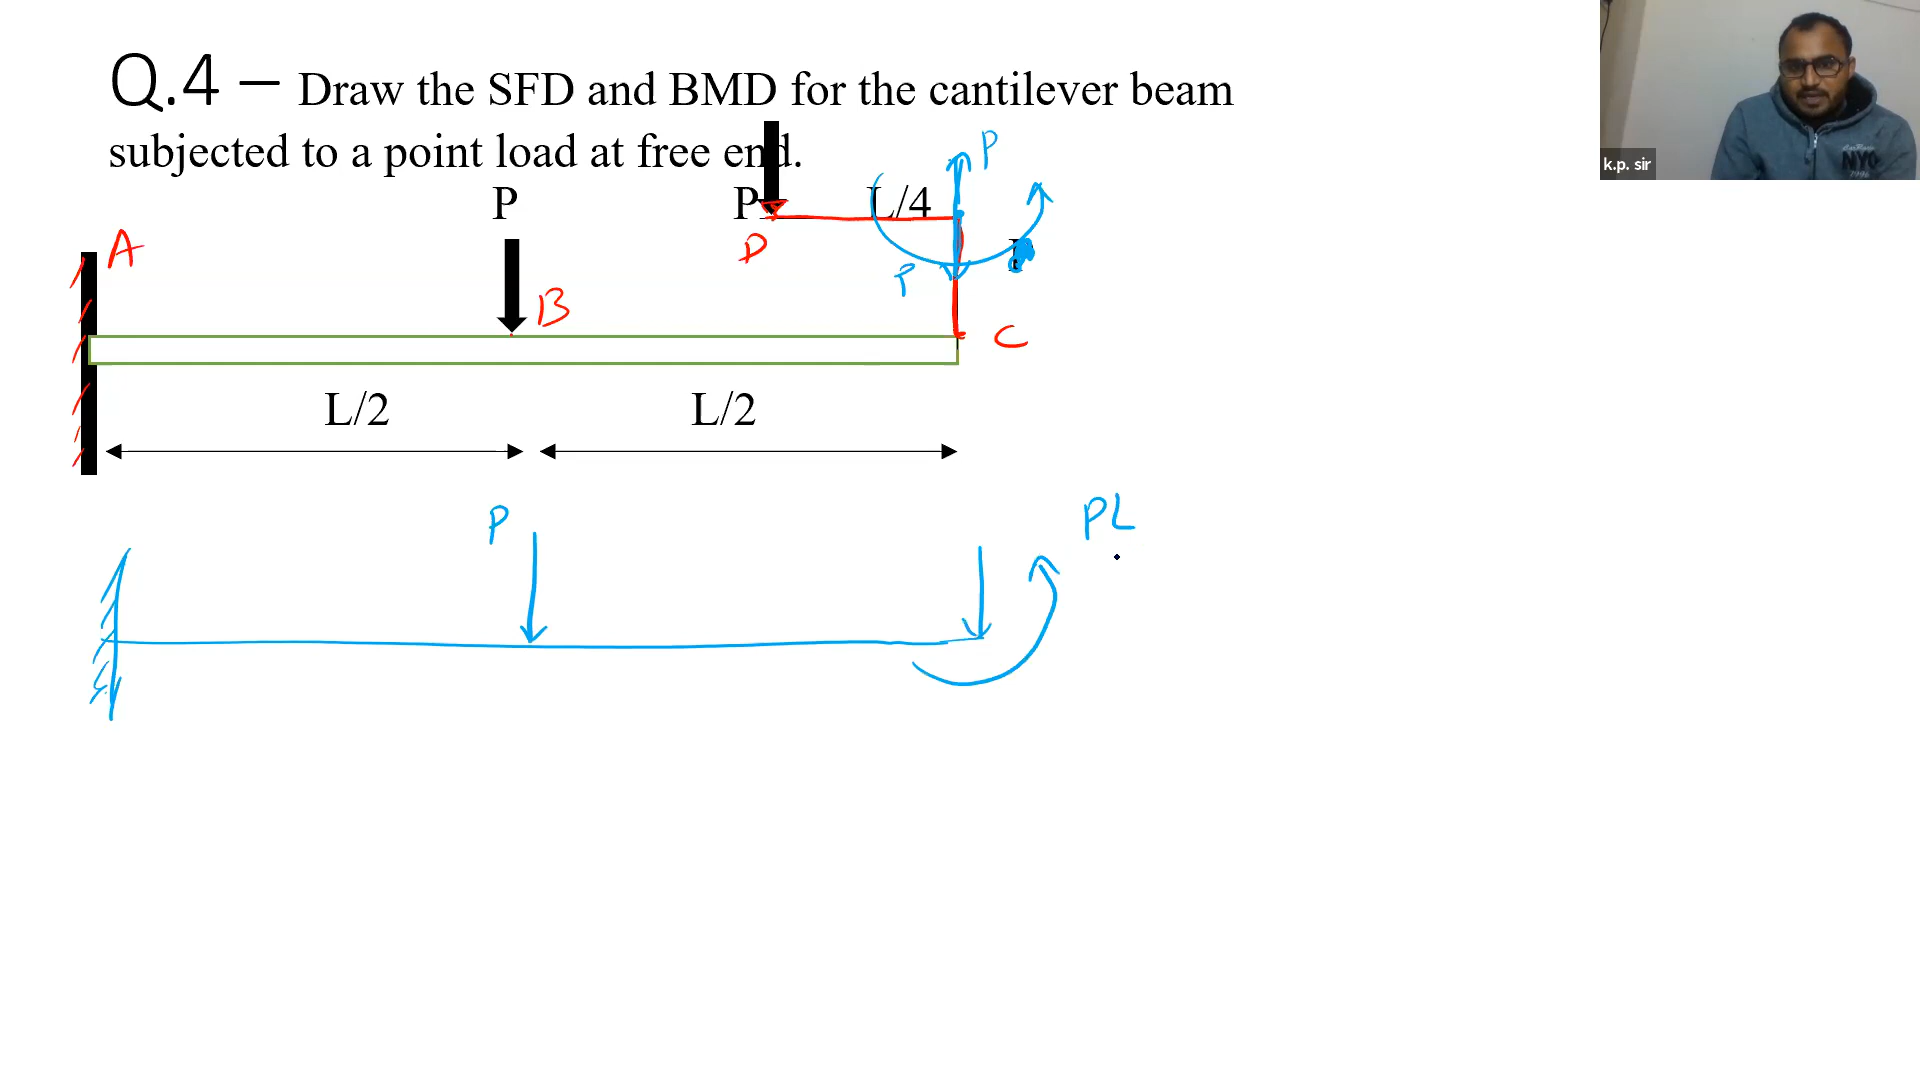 Q.4 – Draw the SFD and BMD for the cantilever beam
subjected to a point load at free end.
P
P
L/4
P
A
D
P
B
C
L/2
L/2
P
PL
k.p. sir
NYC